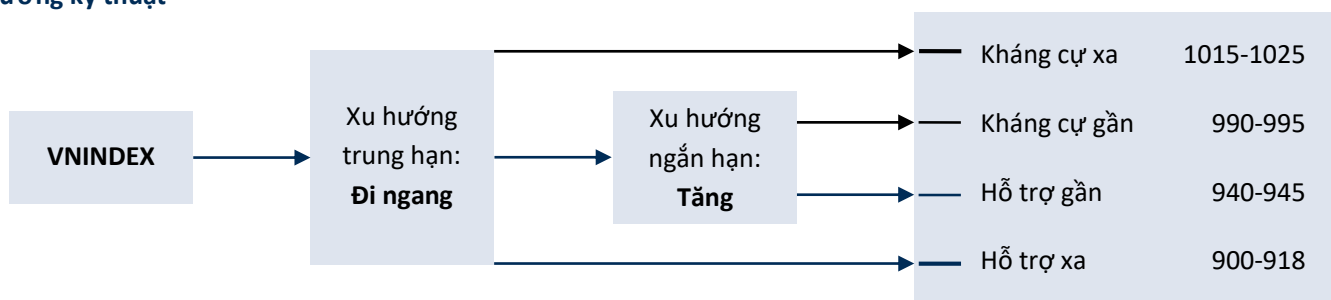 kỹ thuật
VNINDEX
Xu hướng
trung hạn:
Đi ngang
Xu hướng
ngắn hạn:
Tăng
Kháng cự xa 1015-1025
Kháng cự gần 990-995
Hỗ trợ gần 940-945
Hỗ trợ xa 900-918